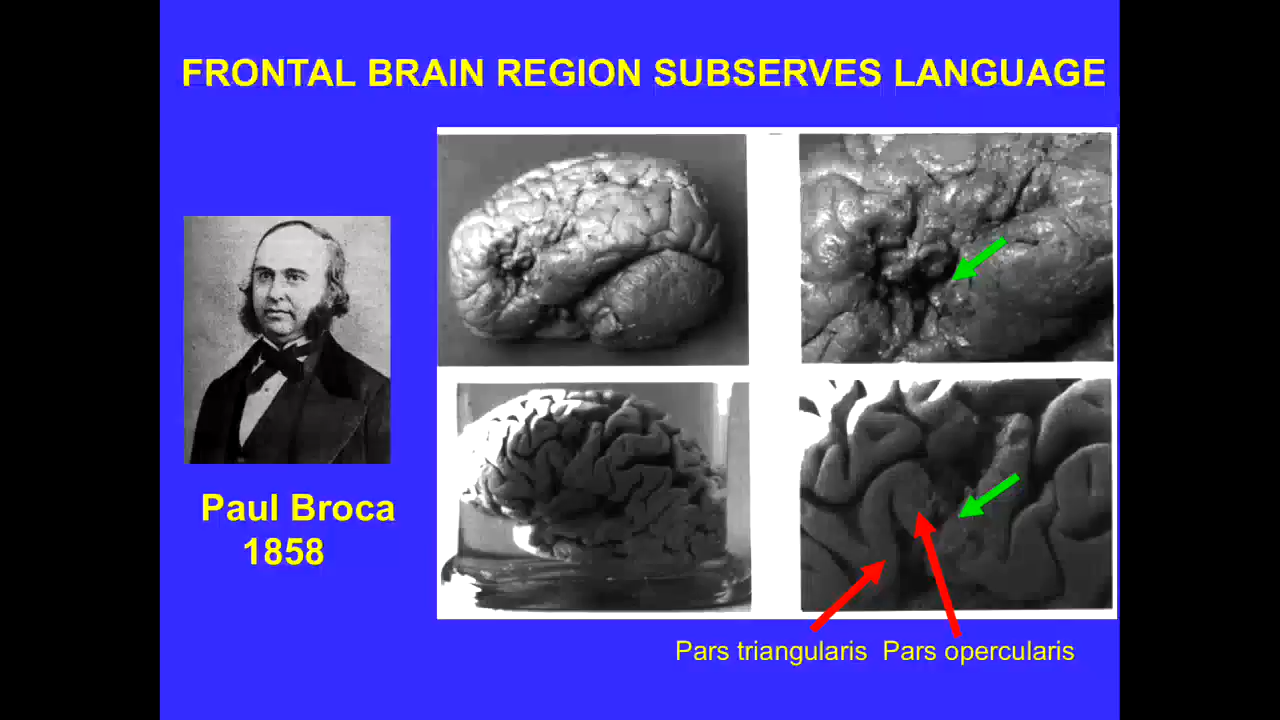 FRONTAL BRAIN REGION SUBSERVES LANGUAGE
Paul Broca
1858
Pars triangularis Pars opercularis